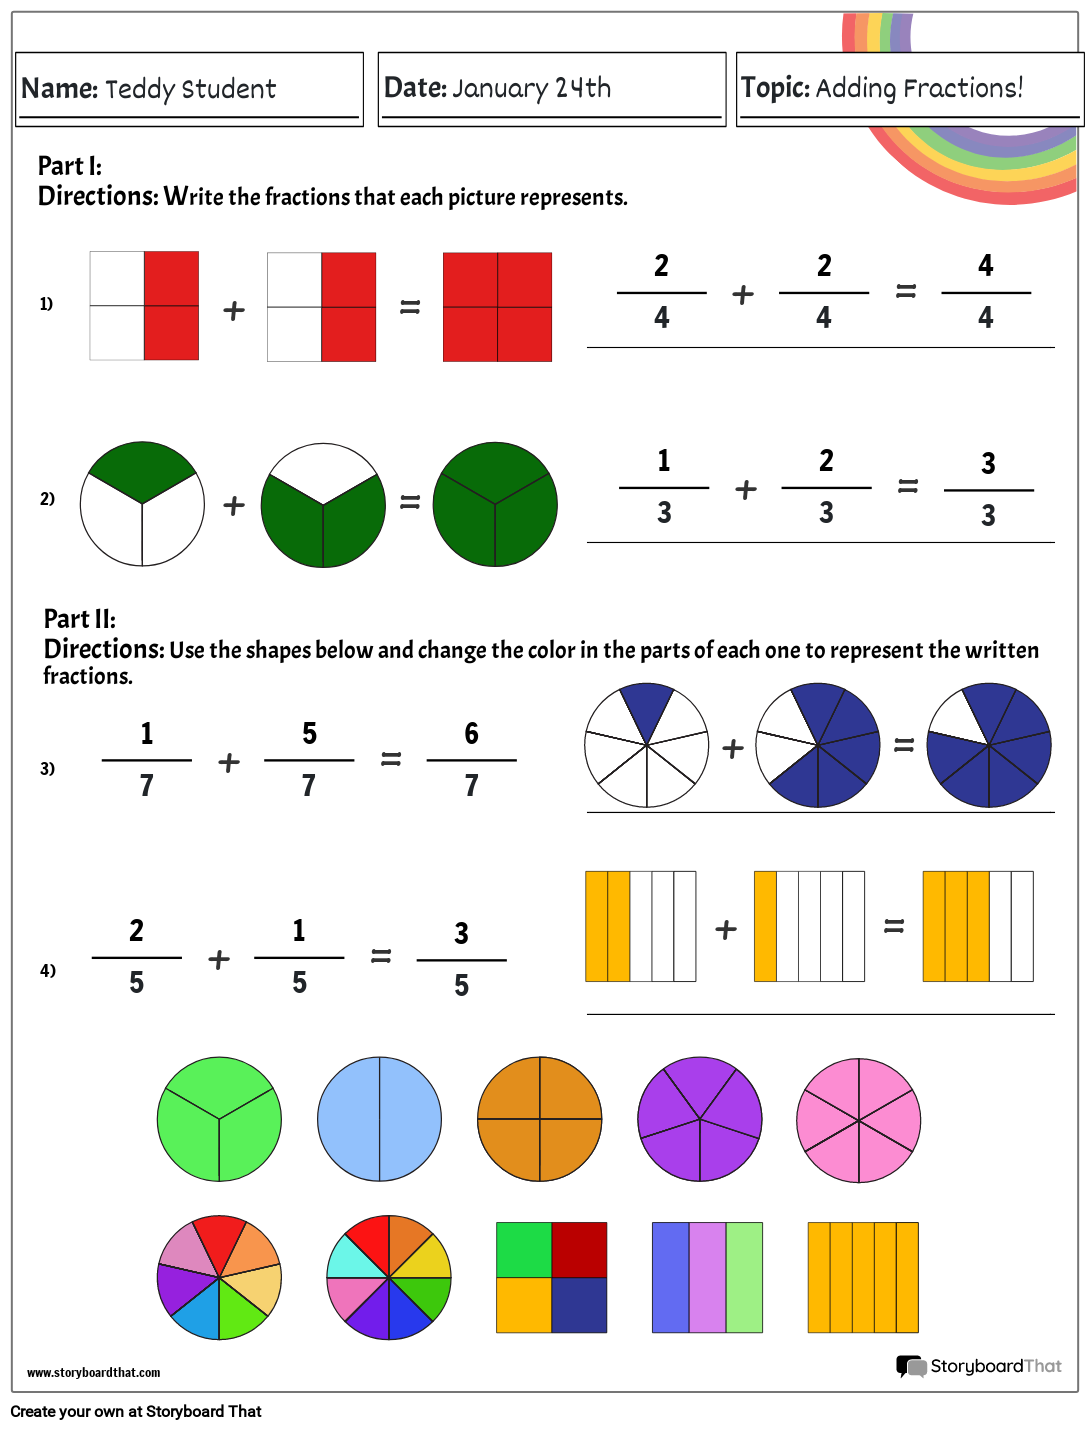 Name: Teddy Student
Date: January 24th
Topic: Adding Fractions!
Part I:
Directions: Write the fractions that each picture represents.
1)
+ =
2/4 + 2/4 = 4/4
2)
+ =
1/3 + 2/3 = 3/3
Part II:
Directions: Use the shapes below and change the color in the parts of each one to represent the written
fractions.
3)
1/7 + 5/7 = 6/7
+ =
4)
2/5 + 1/5 = 3/5
+ =
www.storyboardthat.com
StoryboardThat
Create your own at Storyboard That